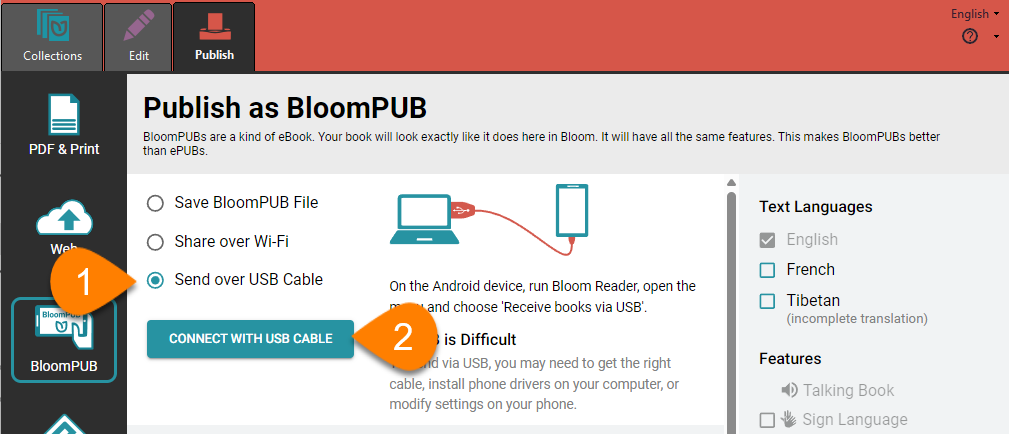 English
Collections
Edit
Publish
PDF & Print
Web
BloomPUB
BloomPUB
Publish as BloomPUB
BloomPUBs are a kind of eBook. Your book will look exactly like it does here in Bloom. It will have all the same features. This makes BloomPUBs better
than ePUBs.
Save BloomPUB File
Share over Wi-Fi
Send over USB Cable
1
CONNECT WITH USB CABLE
2
On the Android device, run Bloom Reader, open the
and choose 'Receive books via USB'.
is Difficult
via USB, you may need to get the right
cable, install phone drivers on your computer, or
modify settings on your phone.
Text Languages
English
French
Tibetan
(incomplete translation)
Features
Talking Book
Sign Language